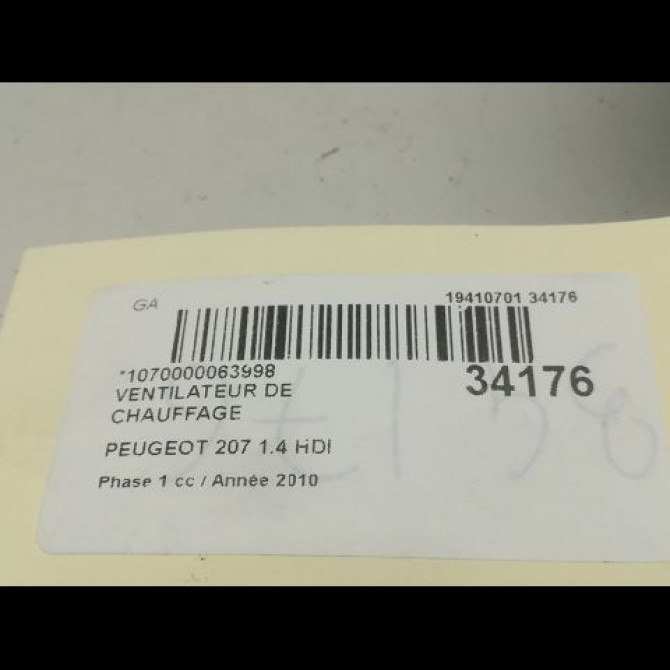 GA
19410701 34176
*1070000063998
34176
VENTILATEUR DE
CHAUFFAGE
PEUGEOT 207 1.4 HDI
Phase 1 cc / Année 2010